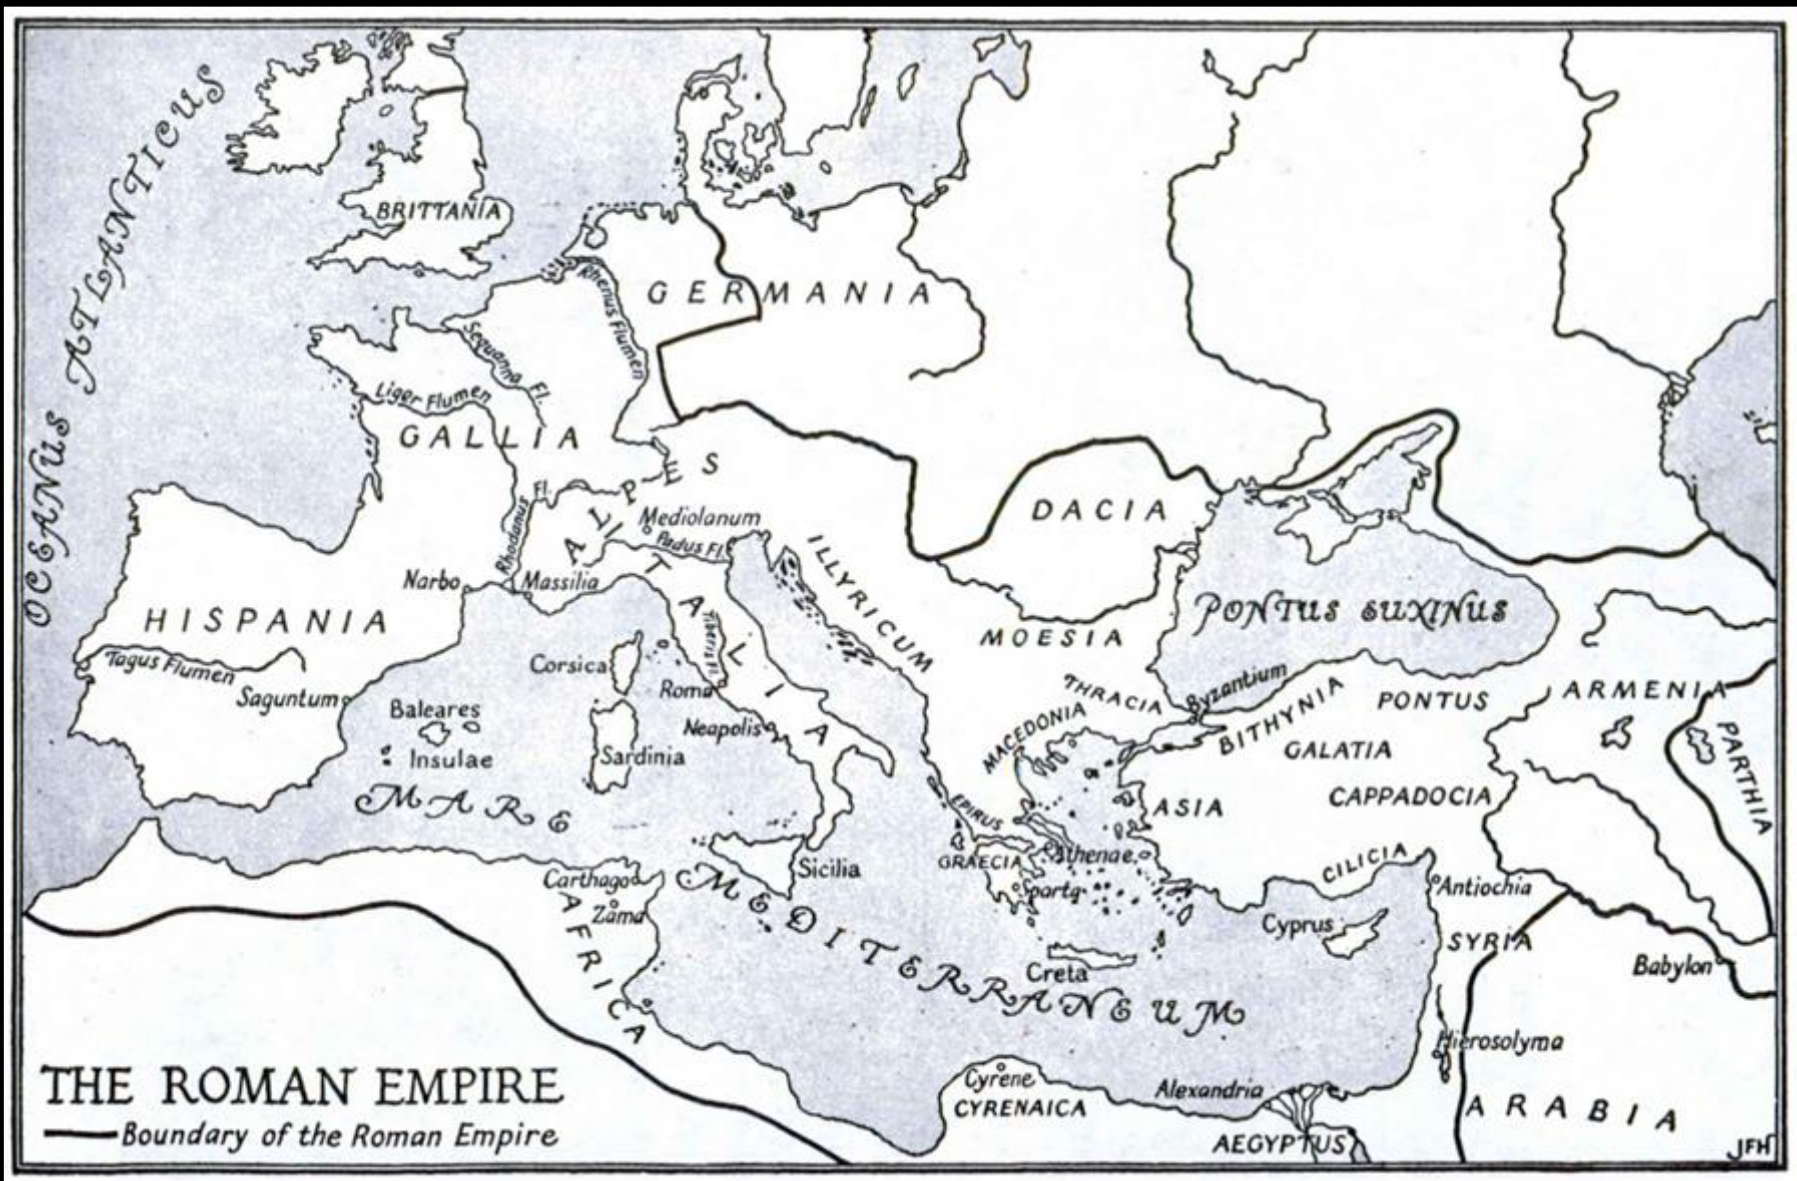 OCEANUS ATLANTICUS
BRITTANIA
GERMANIA
Rhenus Flumen
Sequanna Fl.
Liger Flumen
GALLIA
ALPES
DACIA
Mediolanum
Padus Fl.
Rhodanus Fl.
ILLYRICUM
Narbo
Massilia
ITALIA
HISPANIA
PONTUS EUXINUS
MOESIA
Tiberis Fl.
Tagus Flumen
Corsica
Saguntum
Roma
THRACIA
Byzantium
BITHYNIA
PONTUS
ARMENIA
Baleares
Insulae
Neapolis
MACEDONIA
GALATIA
PARTHIA
Sardinia
EPIRUS
ASIA
CAPPADOCIA
MARE MEDITERRANEUM
Sicilia
GRAECIA
Athenae
CILICIA
Carthago
Zama
Sparta
Antiochia
AFRICA
Cyprus
SYRIA
Creta
Babylon
Hierosolyma
Cyrene
CYRENAICA
Alexandria
ARABIA
AEGYPTUS
THE ROMAN EMPIRE
Boundary of the Roman Empire
JFH